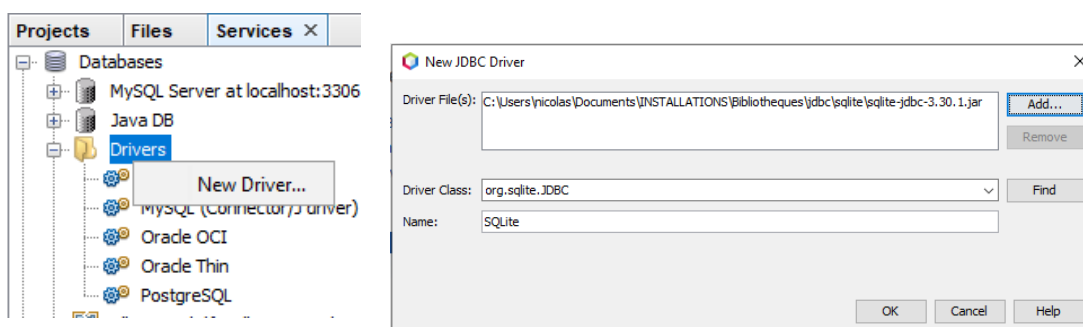 Projects Files Services ×
Databases
MySQL Server at localhost:3306
Java DB
Drivers
New Driver...
MySQL (Connector/J driver)
Oracle OCI
Oracle Thin
PostgreSQL
New JDBC Driver
Driver File(s): C:\Users\nicolas\Documents\INSTALLATIONS\Bibliotheques\jdbc\sqlite\sqlite-jdbc-3.30.1.jar Add...
Remove
Driver Class: org.sqlite.JDBC Find
Name: SQLite
OK Cancel Help